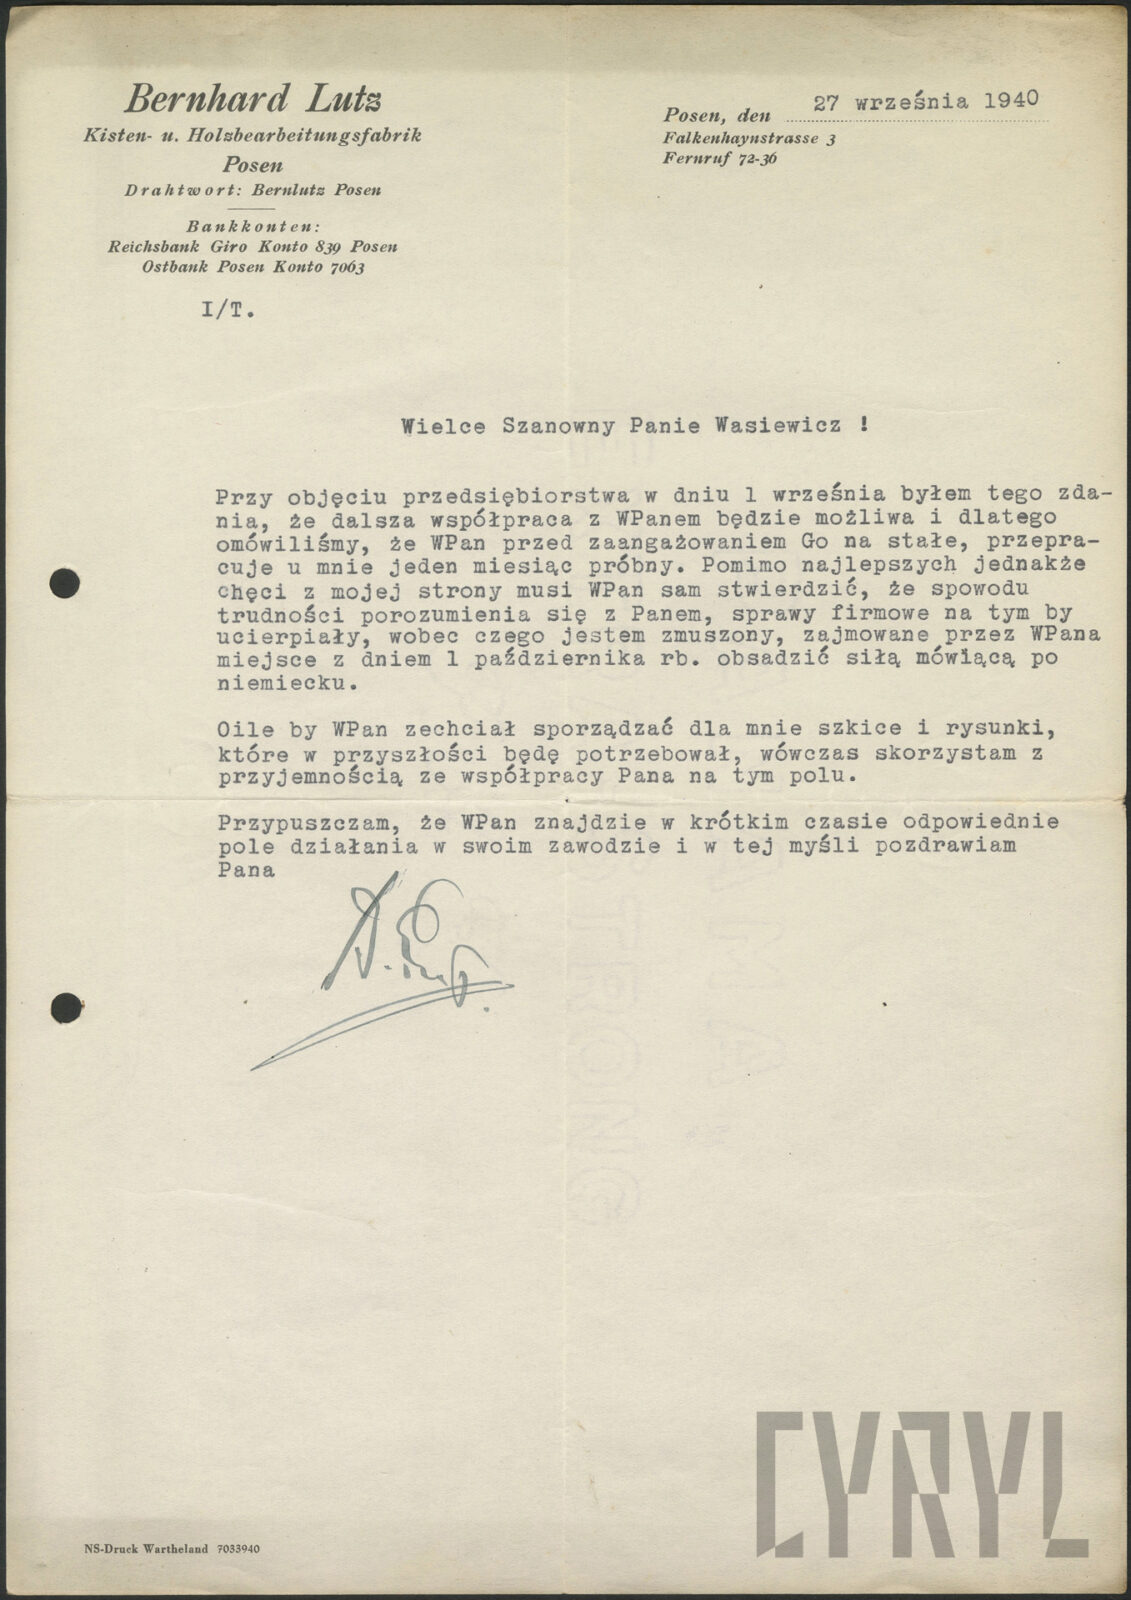 Bernhard Lutz
Kisten- u. Holzbearbeitungsfabrik
Posen
Drahtwort: Bernlutz Posen
Bankkonten:
Reichsbank Giro Konto 839 Posen
Ostbank Posen Konto 7063
Posen, den 27 września 1940
Falkenhaynstrasse 3
Fernruf 72-36
I/T.
Wielce Szanowny Panie Wasiewicz !
Przy objęciu przedsiębiorstwa w dniu 1 września byłem tego zda-
nia, że dalsza współpraca z WPanem będzie możliwa i dlatego
omówiliśmy, że WPan przed zaangażowaniem Go na stałe, przepra-
cuje u mnie jeden miesiąc próbny. Pomimo najlepszych jednakże
chęci z mojej strony musi WPan sam stwierdzić, że spowodu
trudności porozumienia się z Panem, sprawy firmowe na tym by
ucierpiały, wobec czego jestem zmuszony, zajmowane przez WPana
miejsce z dniem 1 października rb. obsadzić siłą mówiącą po
niemiecku.
Oile by WPan zechciał sporządzać dla mnie szkice i rysunki,
które w przyszłości będę potrzebował, wówczas skorzystam z
przyjemnością ze współpracy Pana na tym polu.
Przypuszczam, że WPan znajdzie w krótkim czasie odpowiednie
pole działania w swoim zawodzie i w tej myśli pozdrawiam
Pana
NS-Druck Wartheland 7033940
CYRYL